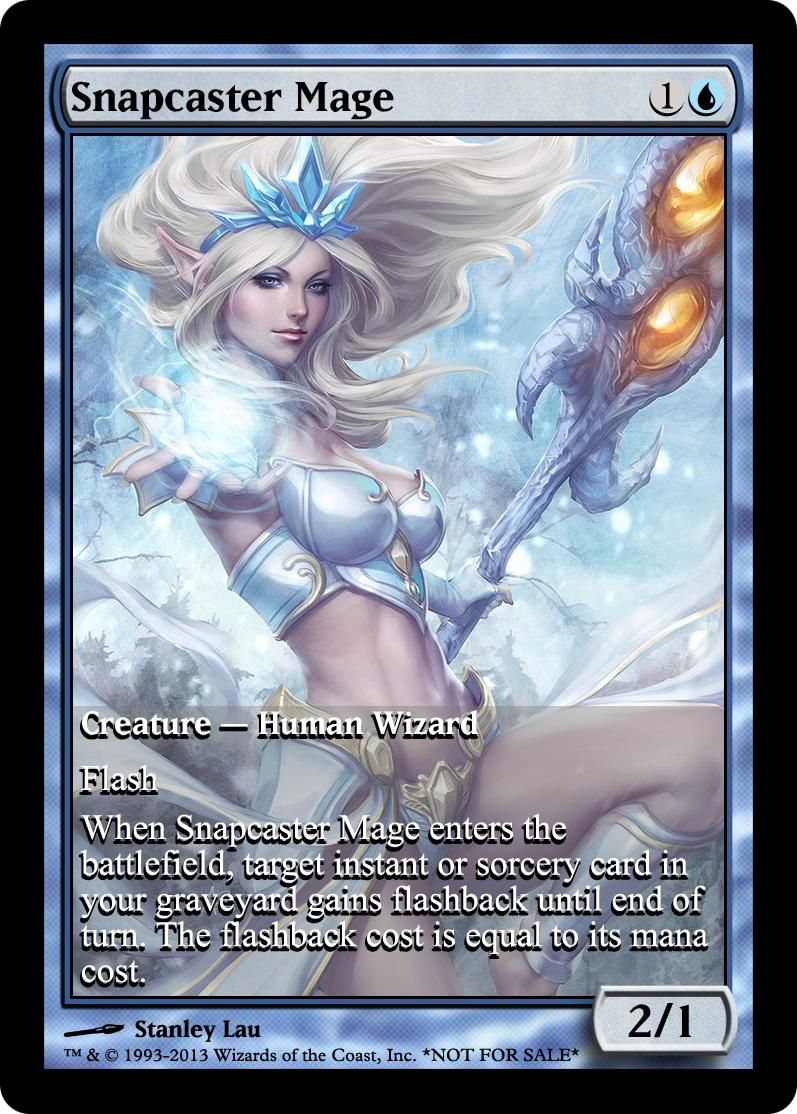 Snapcaster Mage 1
Creature — Human Wizard
Flash
When Snapcaster Mage enters the
battlefield, target instant or sorcery card in
your graveyard gains flashback until end of
turn. The flashback cost is equal to its mana
cost.
2/1
Stanley Lau
™ & © 1993-2013 Wizards of the Coast, Inc. *NOT FOR SALE*